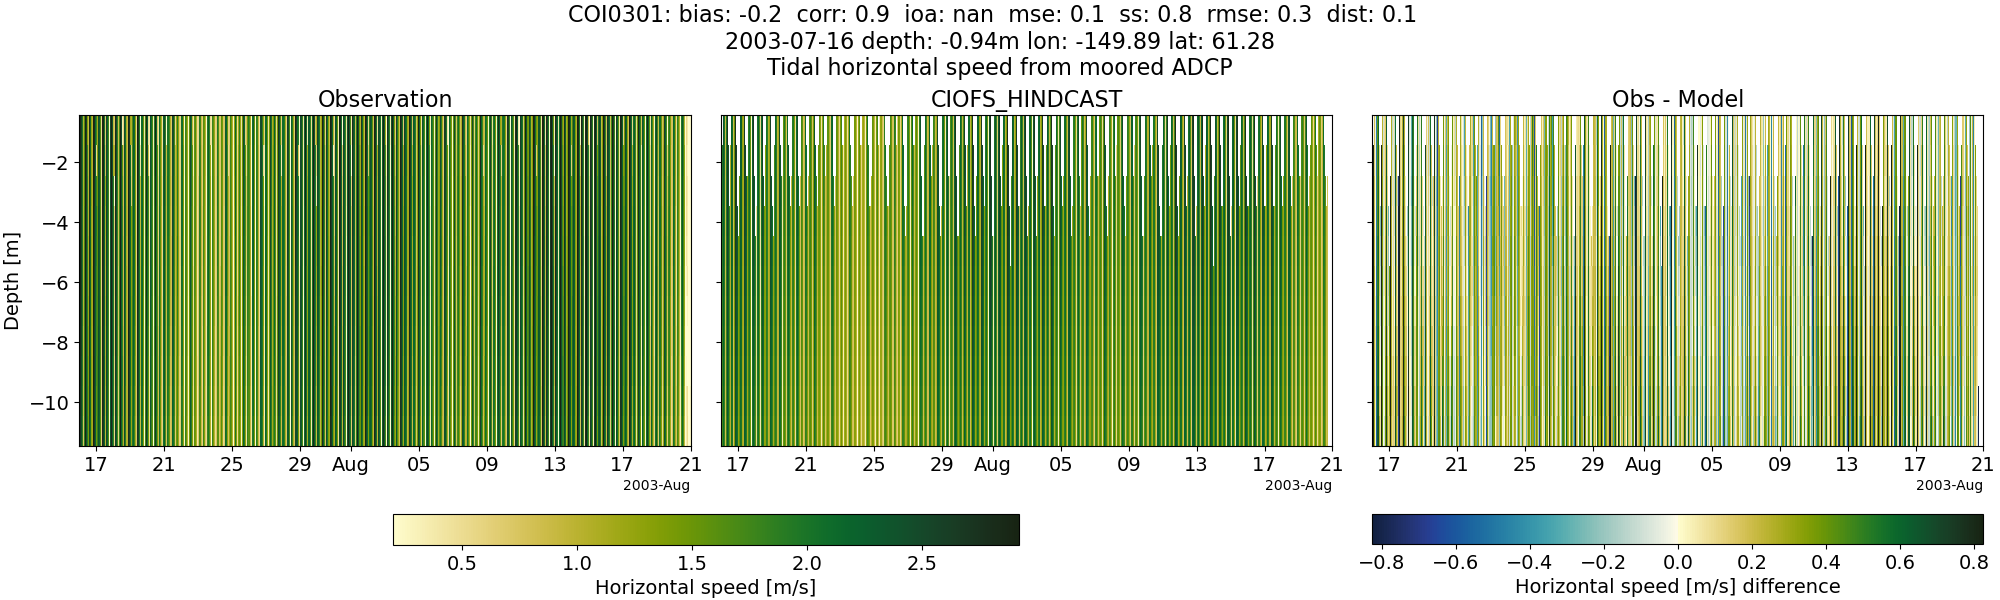 COI0301: bias: -0.2  corr: 0.9  ioa: nan  mse: 0.1  ss: 0.8  rmse: 0.3  dist: 0.1
2003-07-16 depth: -0.94m lon: -149.89 lat: 61.28
Tidal horizontal speed from moored ADCP
Observation
CIOFS_HINDCAST
Obs - Model
Depth [m]
−2
−4
−6
−8
−10
17 21 25 29 Aug 05 09 13 17 21
2003-Aug
17 21 25 29 Aug 05 09 13 17 21
2003-Aug
17 21 25 29 Aug 05 09 13 17 21
2003-Aug
0.5 1.0 1.5 2.0 2.5
Horizontal speed [m/s]
−0.8 −0.6 −0.4 −0.2 0.0 0.2 0.4 0.6 0.8
Horizontal speed [m/s] difference